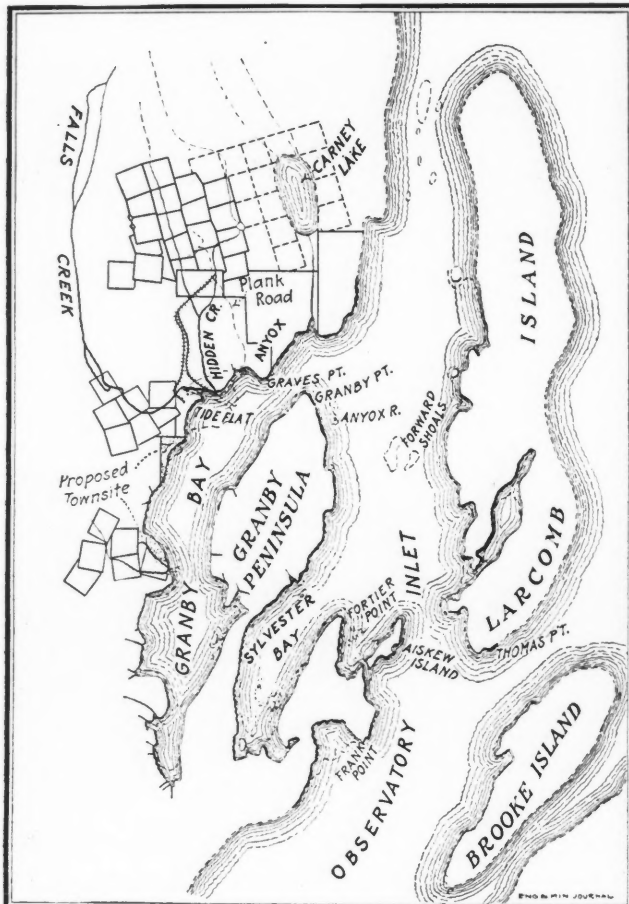 FALLS
CREEK
CARNEY
LAKE
Plank
Road
HIDDEN CR.
ANYOX
GRAVES PT.
GRANBY PT.
ANYOX R.
TIDE FLAT
FORWARD
SHOALS
ISLAND
LARCOMB
Proposed
Townsite
GRANBY
BAY
GRANBY
PENINSULA
SYLVESTER
BAY
FORTIER
POINT
OBSERVATORY
INLET
AISKEW
ISLAND
THOMAS PT.
FRANK
POINT
BROOKE ISLAND
ENG & MIN JOURNAL